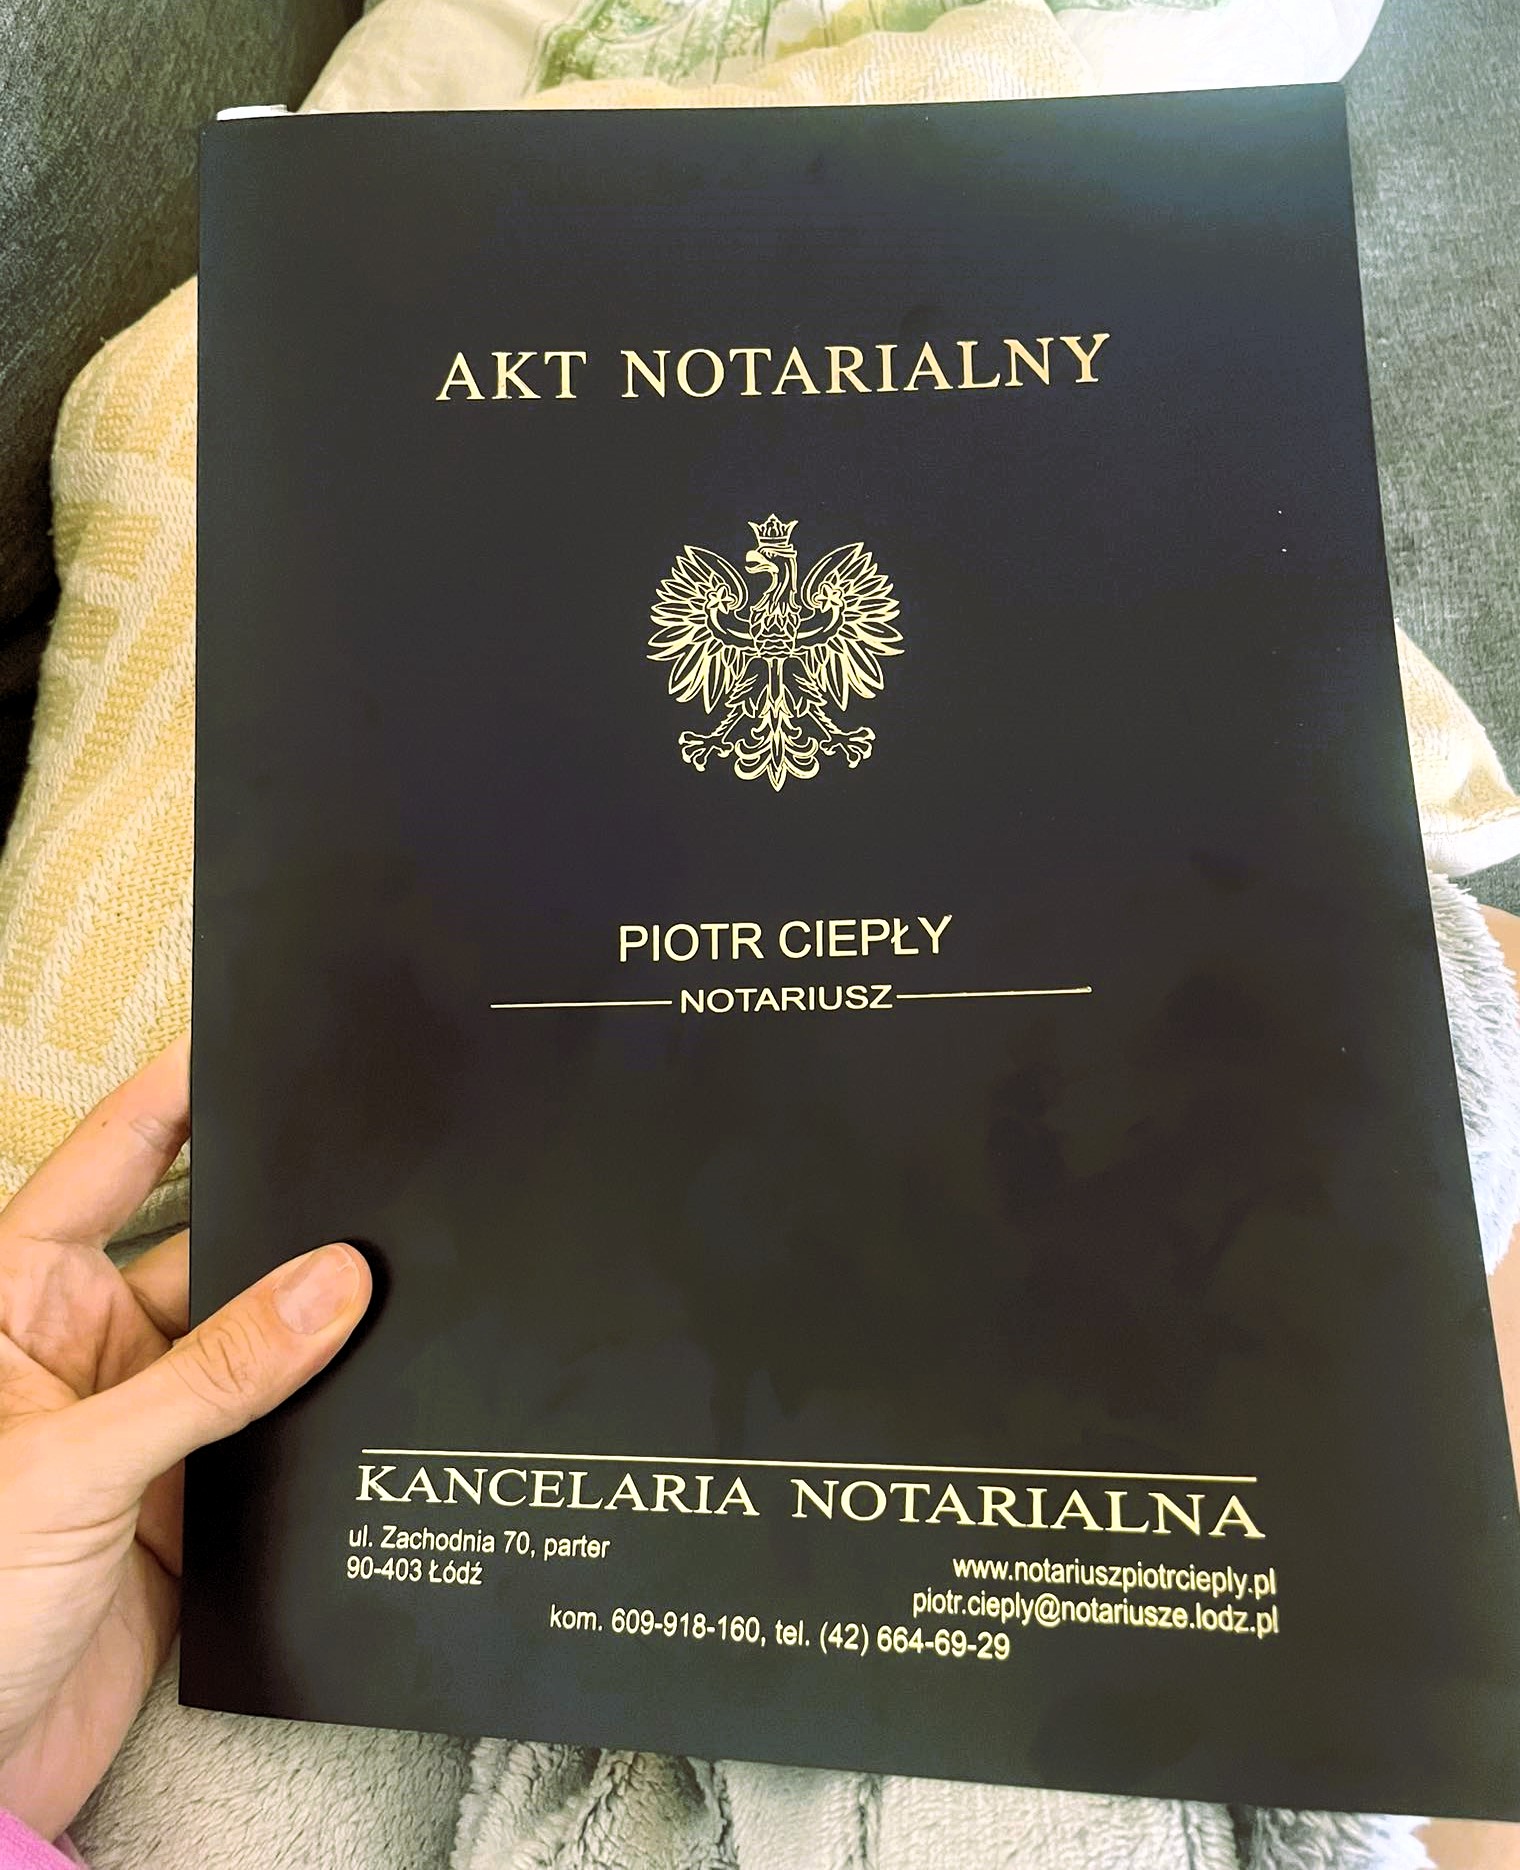 AKT NOTARIALNY
PIOTR CIEPŁY
NOTARIUSZ
KANCELARIA NOTARIALNA
ul. Zachodnia 70, parter
90-403 Łódź
www.notariuszpiotrcieply.pl
piotr.cieply@notariusze.lodz.pl
kom. 609-918-160, tel. (42) 664-69-29